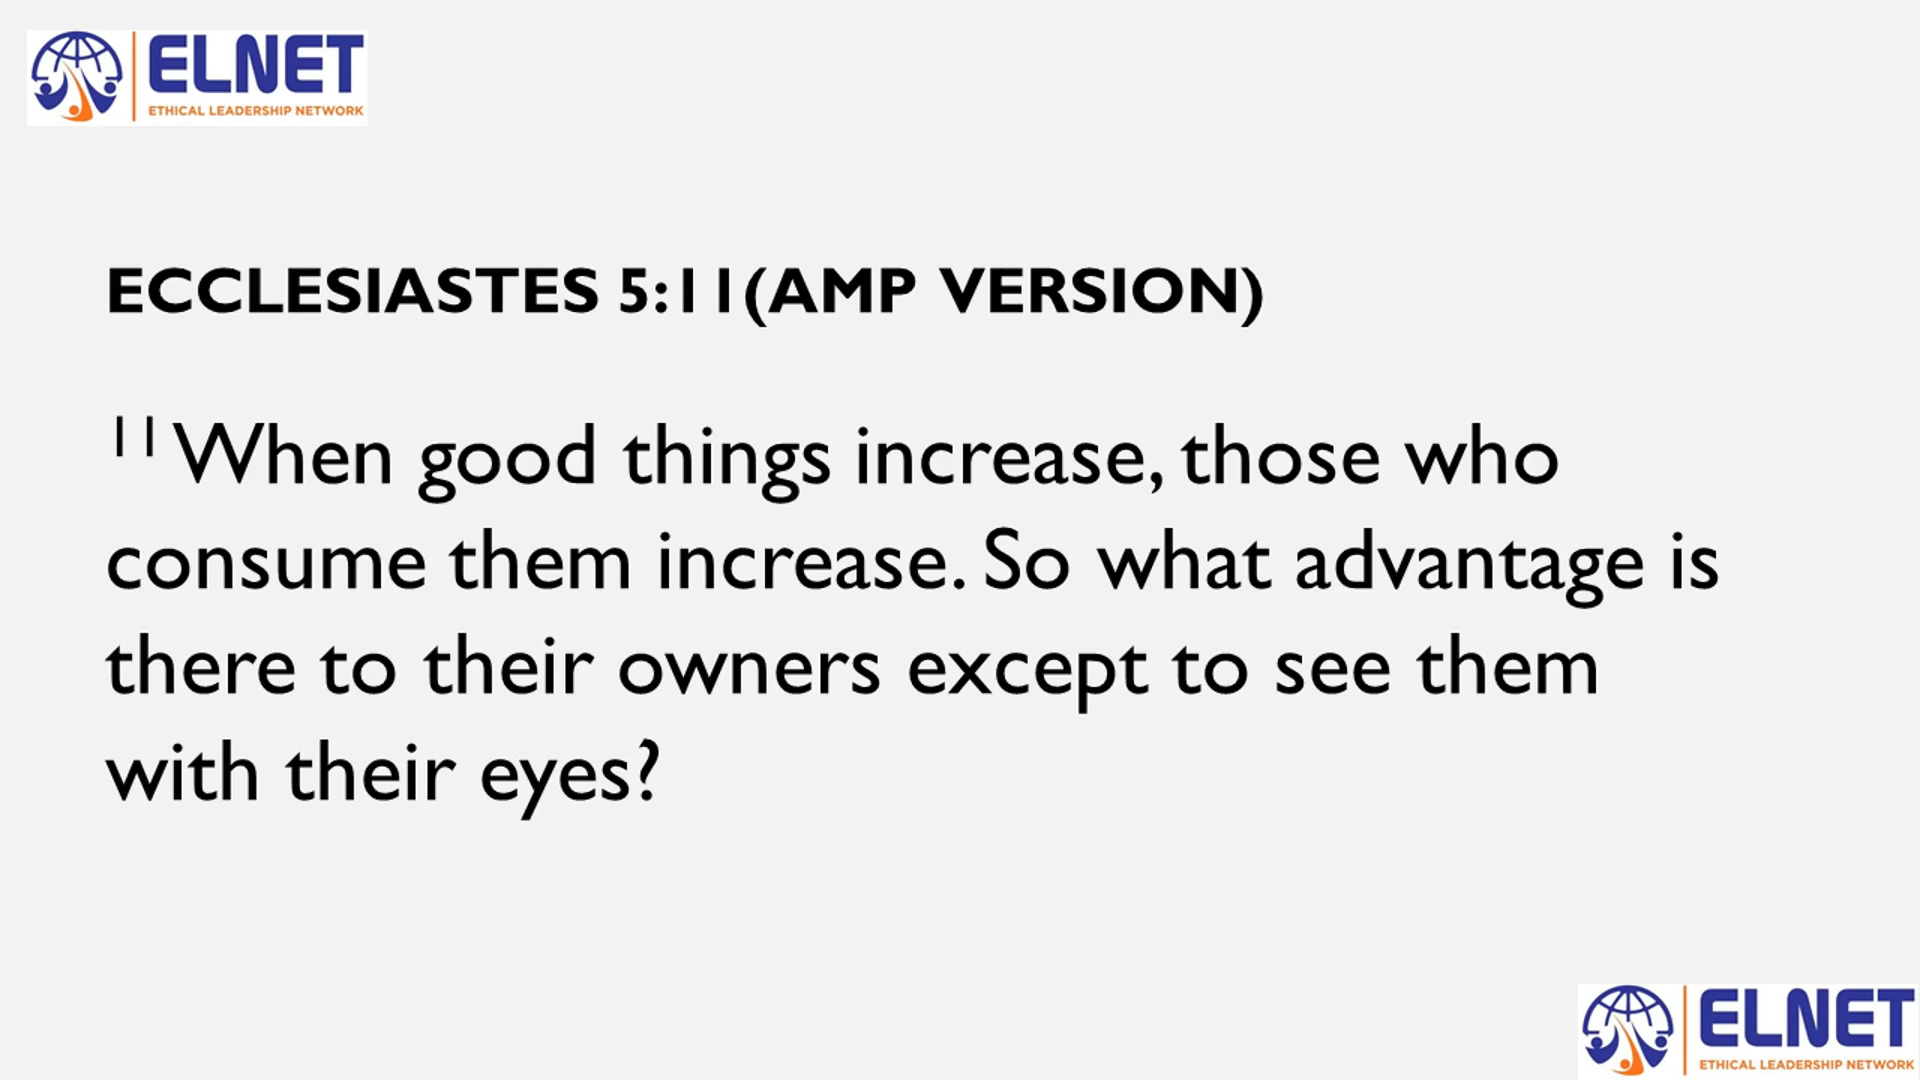 ELNET
ETHICAL LEADERSHIP NETWORK
ECCLESIASTES 5:11(AMP VERSION)
11 When good things increase, those who
consume them increase. So what advantage is
there to their owners except to see them
with their eyes?
ELNET
ETHICAL LEADERSHIP NETWORK